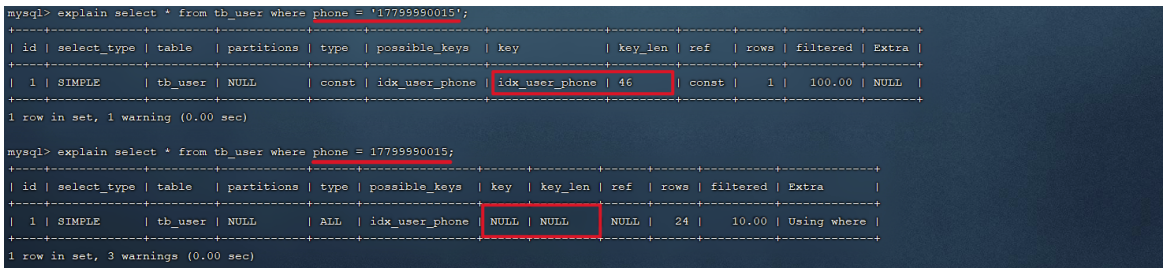 mysql> explain select * from tb_user where phone = '17799990015';
+----+-------------+---------+------------+-------+----------------+----------------+---------+-------+------+----------+-------+
| id | select_type | table   | partitions | type  | possible_keys  | key            | key_len | ref   | rows | filtered | Extra |
+----+-------------+---------+------------+-------+----------------+----------------+---------+-------+------+----------+-------+
|  1 | SIMPLE      | tb_user | NULL       | const | idx_user_phone | idx_user_phone | 46      | const |    1 |   100.00 | NULL  |
+----+-------------+---------+------------+-------+----------------+----------------+---------+-------+------+----------+-------+
1 row in set, 1 warning (0.00 sec)
mysql> explain select * from tb_user where phone = 17799990015;
+----+-------------+---------+------------+------+----------------+------+---------+------+------+----------+-------------+
| id | select_type | table   | partitions | type | possible_keys  | key  | key_len | ref  | rows | filtered | Extra       |
+----+-------------+---------+------------+------+----------------+------+---------+------+------+----------+-------------+
|  1 | SIMPLE      | tb_user | NULL       | ALL  | idx_user_phone | NULL | NULL    | NULL |   24 |    10.00 | Using where |
+----+-------------+---------+------------+------+----------------+------+---------+------+------+----------+-------------+
1 row in set, 3 warnings (0.00 sec)